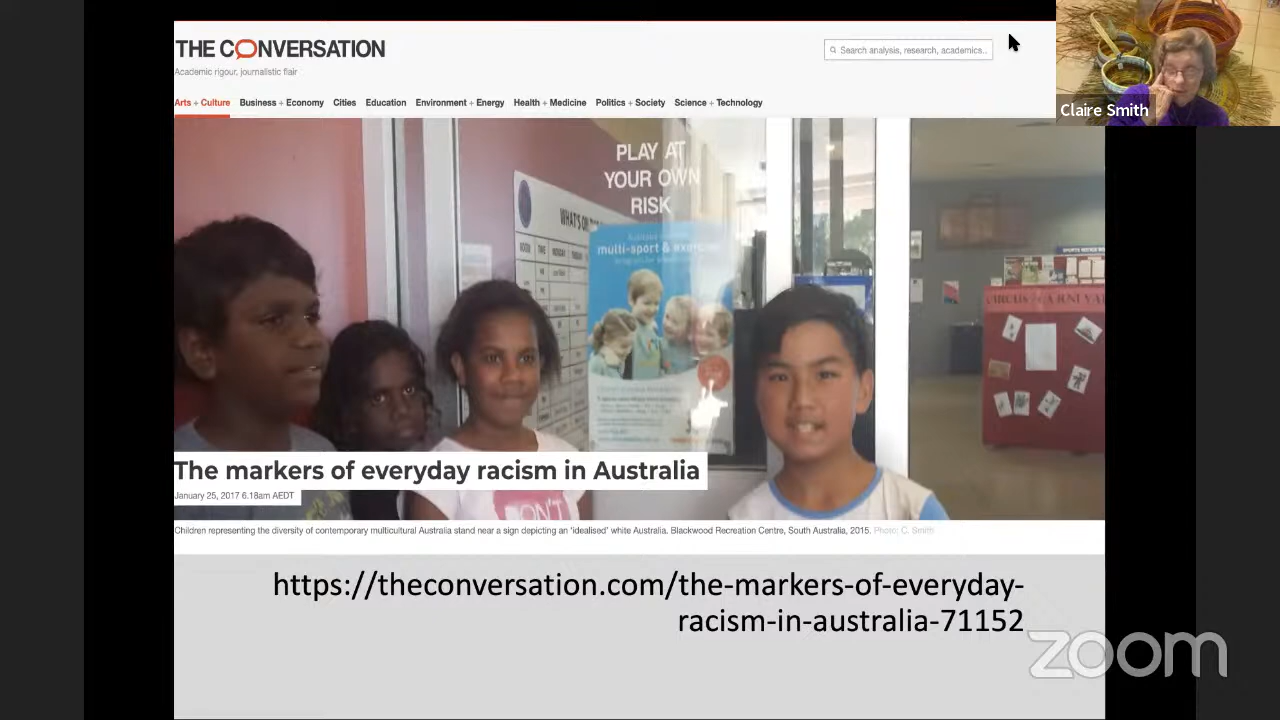 THE CONVERSATION
Academic rigour, journalistic flair
Search analysis, research, academics...
Arts + Culture Business + Economy Cities Education Environment + Energy Health + Medicine Politics + Society Science + Technology
Claire Smith
PLAY AT
YOUR OWN
RISK
WHAT'S ON
multi-sport &
The markers of everyday racism in Australia
January 25, 2017 6.18am AEDT
Children representing the diversity of contemporary multicultural Australia stand near a sign depicting an 'idealised' white Australia. Blackwood Recreation Centre, South Australia, 2015. Photo: C. Smith
https://theconversation.com/the-markers-of-everyday-
racism-in-australia-71152
zoom